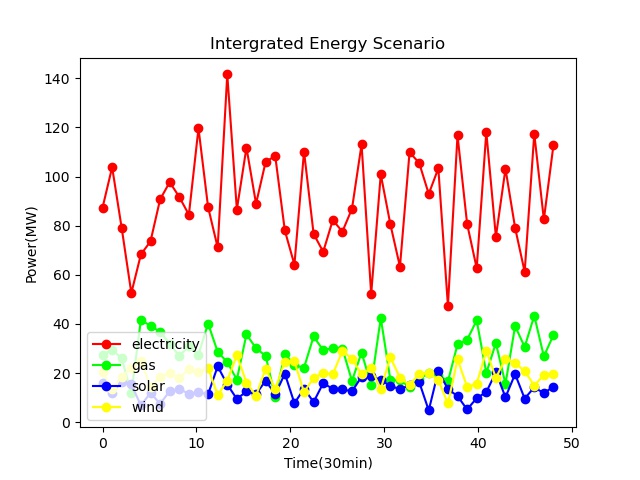 Intergrated Energy Scenario
Power(MW)
140
120
100
80
60
40
20
0
electricity
gas
solar
wind
0 10 20 30 40 50
Time(30min)